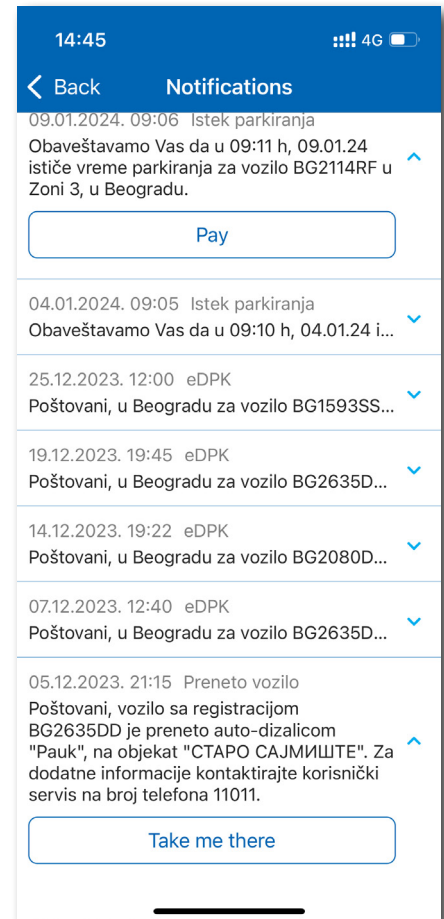 14:45 4G
Back Notifications
09.01.2024. 09:06 Istek parkiranja
Obaveštavamo Vas da u 09:11 h, 09.01.24
ističe vreme parkiranja za vozilo BG2114RF u
Zoni 3, u Beogradu.
Pay
04.01.2024. 09:05 Istek parkiranja
Obaveštavamo Vas da u 09:10 h, 04.01.24 i...
25.12.2023. 12:00 eDPK
Poštovani, u Beogradu za vozilo BG1593SS...
19.12.2023. 19:45 eDPK
Poštovani, u Beogradu za vozilo BG2635D...
14.12.2023. 19:22 eDPK
Poštovani, u Beogradu za vozilo BG2080D...
07.12.2023. 12:40 eDPK
Poštovani, u Beogradu za vozilo BG2635D...
05.12.2023. 21:15 Preneto vozilo
Poštovani, vozilo sa registracijom
BG2635DD je preneto auto-dizalicom
"Pauk", na objekat "СТАРО САЈМИШТЕ". Za
dodatne informacije kontaktirajte korisnički
servis na broj telefona 11011.
Take me there